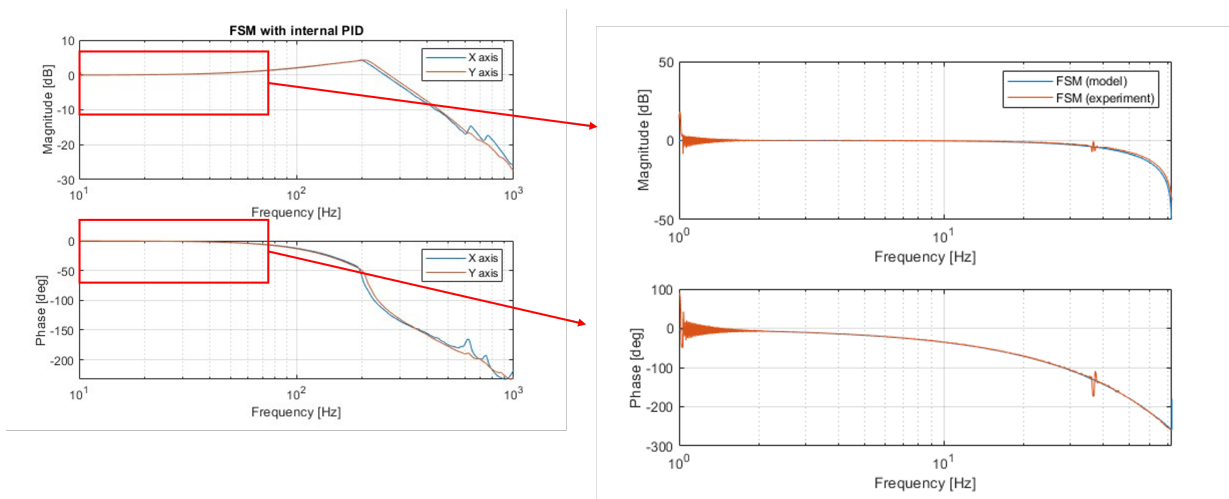 FSM with internal PID
Magnitude [dB]
10
0
-10
-20
-30
X axis
Y axis
10^1
10^2
10^3
Frequency [Hz]
Phase [deg]
0
-50
-100
-150
-200
X axis
Y axis
10^1
10^2
10^3
Frequency [Hz]
Magnitude [dB]
50
0
-50
FSM (model)
FSM (experiment)
10^0
10^1
Frequency [Hz]
Phase [deg]
100
0
-100
-200
-300
10^0
10^1
Frequency [Hz]